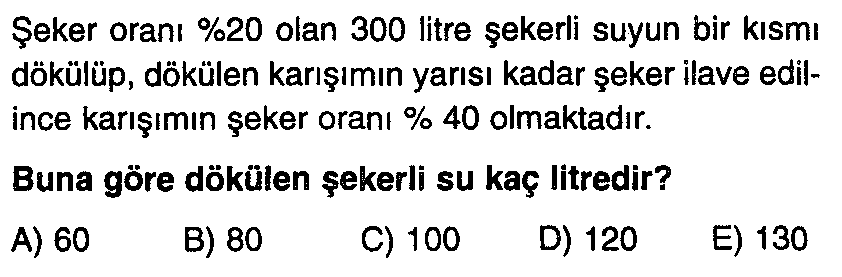 Şeker oranı %20 olan 300 litre şekerli suyun bir kısmı
dökülüp, dökülen karışımın yarısı kadar şeker ilave edil-
ince karışımın şeker oranı % 40 olmaktadır.
Buna göre dökülen şekerli su kaç litredir?
A) 60 B) 80 C) 100 D) 120 E) 130